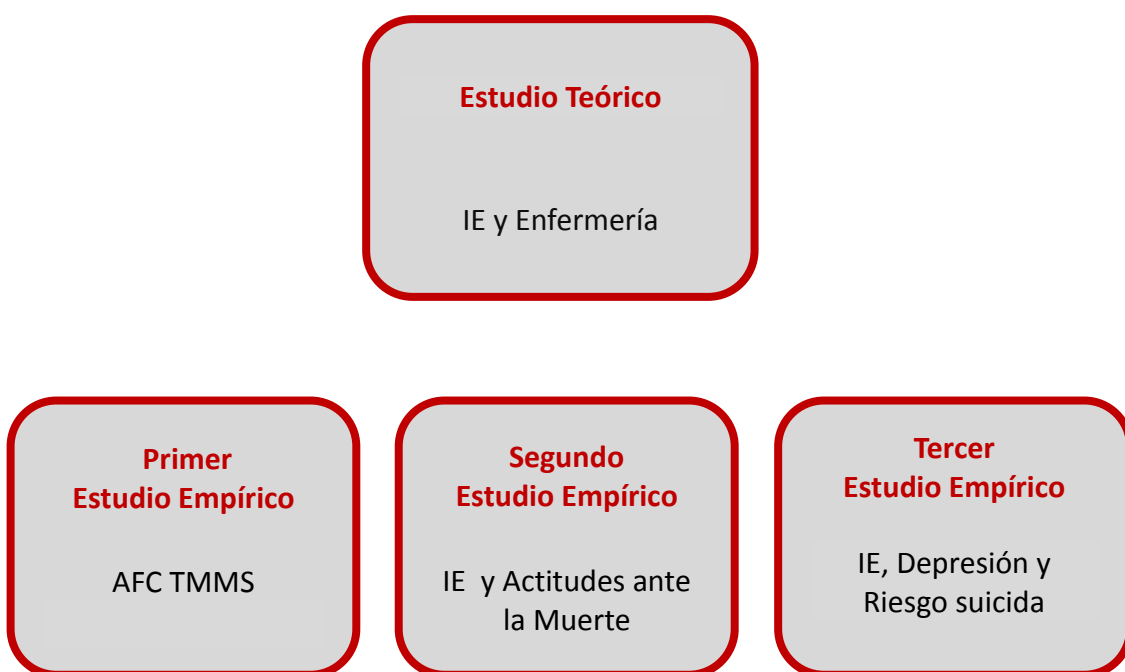 Estudio Teórico
IE y Enfermería
Primer
Estudio Empírico
AFC TMMS
Segundo
Estudio Empírico
IE y Actitudes ante
la Muerte
Tercer
Estudio Empírico
IE, Depresión y
Riesgo suicida